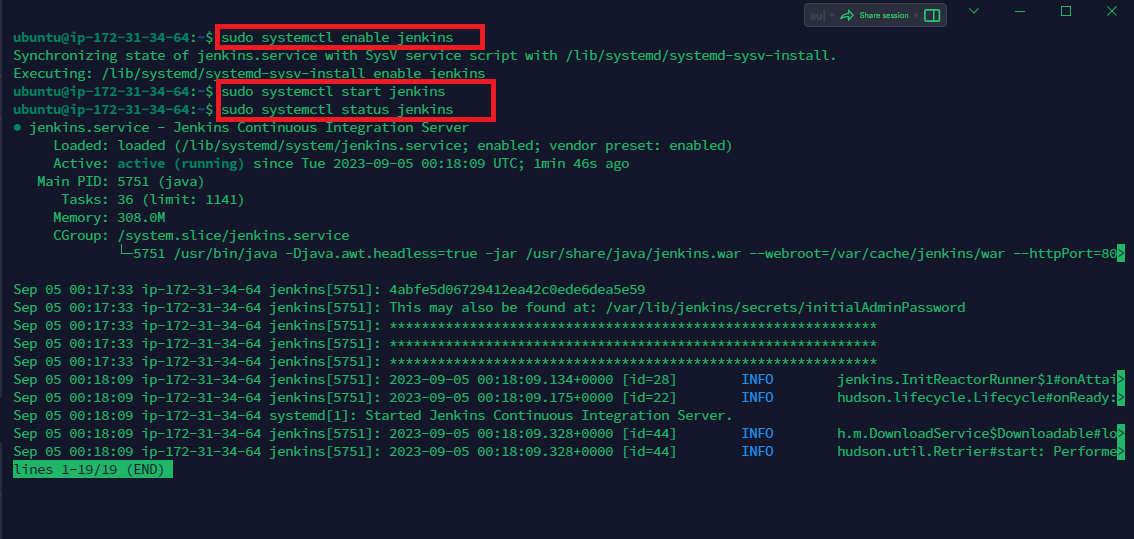 Share session
ubuntu@ip-172-31-34-64:~$ sudo systemctl enable jenkins
Synchronizing state of jenkins.service with SysV service script with /lib/systemd/systemd-sysv-install.
Executing: /lib/systemd/systemd-sysv-install enable jenkins
ubuntu@ip-172-31-34-64:~$ sudo systemctl start jenkins
ubuntu@ip-172-31-34-64:~$ sudo systemctl status jenkins
● jenkins.service - Jenkins Continuous Integration Server
Loaded: loaded (/lib/systemd/system/jenkins.service; enabled; vendor preset: enabled)
Active: active (running) since Tue 2023-09-05 00:18:09 UTC; 1min 46s ago
Main PID: 5751 (java)
Tasks: 36 (limit: 1141)
Memory: 308.0M
CGroup: /system.slice/jenkins.service
└─5751 /usr/bin/java -Djava.awt.headless=true -jar /usr/share/java/jenkins.war --webroot=/var/cache/jenkins/war --httpPort=80>
Sep 05 00:17:33 ip-172-31-34-64 jenkins[5751]: 4abfe5d06729412ea42c0ede6dea5e59
Sep 05 00:17:33 ip-172-31-34-64 jenkins[5751]: This may also be found at: /var/lib/jenkins/secrets/initialAdminPassword
Sep 05 00:17:33 ip-172-31-34-64 jenkins[5751]: *************************************************************
Sep 05 00:17:33 ip-172-31-34-64 jenkins[5751]: *************************************************************
Sep 05 00:17:33 ip-172-31-34-64 jenkins[5751]: *************************************************************
Sep 05 00:18:09 ip-172-31-34-64 jenkins[5751]: 2023-09-05 00:18:09.134+0000 [id=28] INFO jenkins.InitReactorRunner$1#onAttai>
Sep 05 00:18:09 ip-172-31-34-64 jenkins[5751]: 2023-09-05 00:18:09.175+0000 [id=22] INFO hudson.lifecycle.Lifecycle#onReady:>
Sep 05 00:18:09 ip-172-31-34-64 systemd[1]: Started Jenkins Continuous Integration Server.
Sep 05 00:18:09 ip-172-31-34-64 jenkins[5751]: 2023-09-05 00:18:09.328+0000 [id=44] INFO h.m.DownloadService$Downloadable#lo>
Sep 05 00:18:09 ip-172-31-34-64 jenkins[5751]: 2023-09-05 00:18:09.328+0000 [id=44] INFO hudson.util.Retrier#start: Performe>
lines 1-19/19 (END)